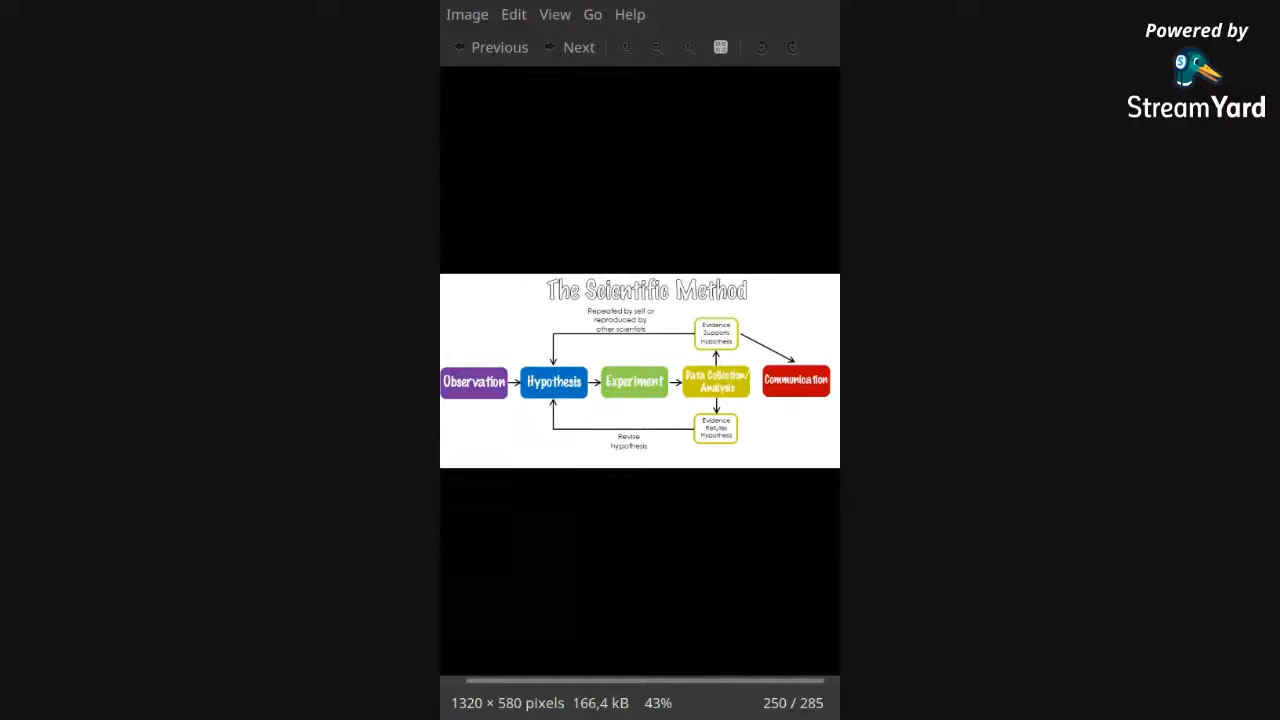 Image Edit View Go Help
Previous Next
Powered by
StreamYard
The Scientific Method
Repeated by self or
reproduced by
other scientists
Evidence
Supports
Hypothesis
Observation
Hypothesis
Experiment
Data Collection/
Analysis
Communication
Evidence
Refutes
Hypothesis
Revise
hypothesis
1320 × 580 pixels 166,4 kB 43% 250 / 285